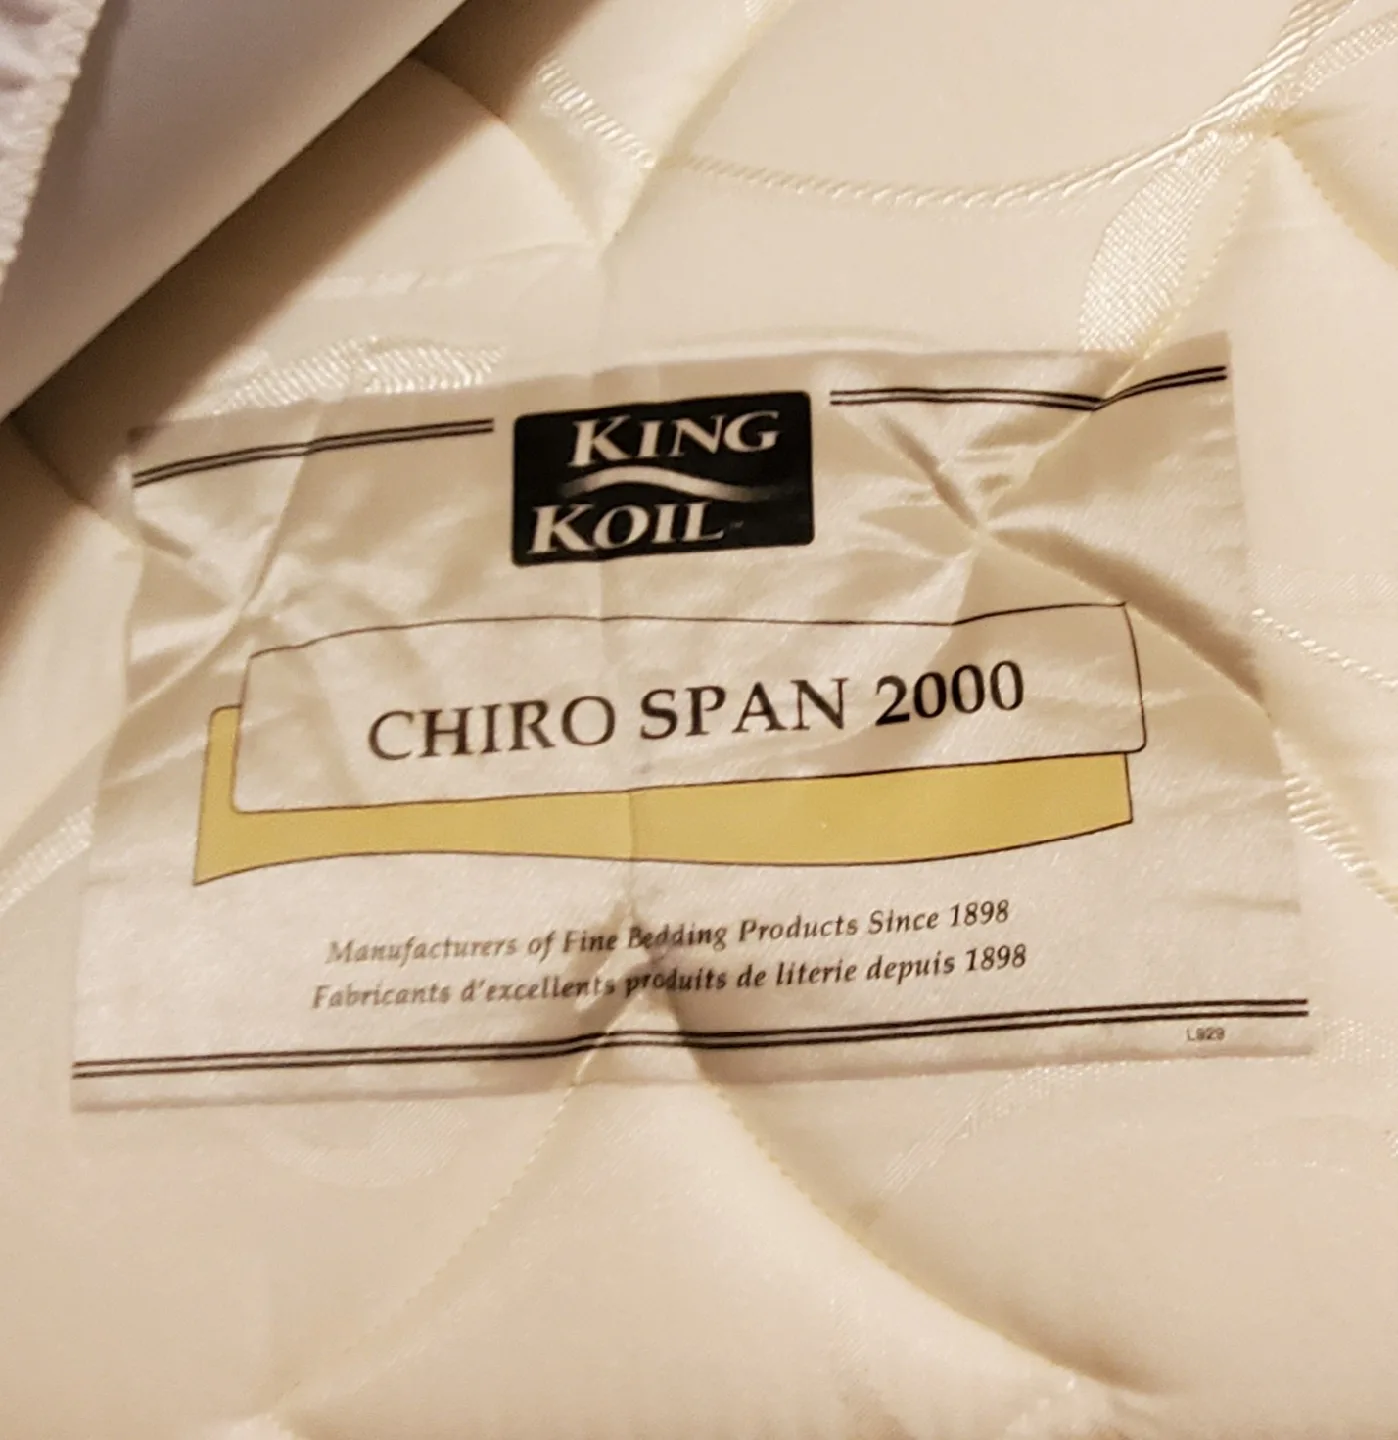 KING
KOIL
CHIRO SPAN 2000
Manufacturers of Fine Bedding Products Since 1898
Fabricants d'excellents produits de literie depuis 1898
L929